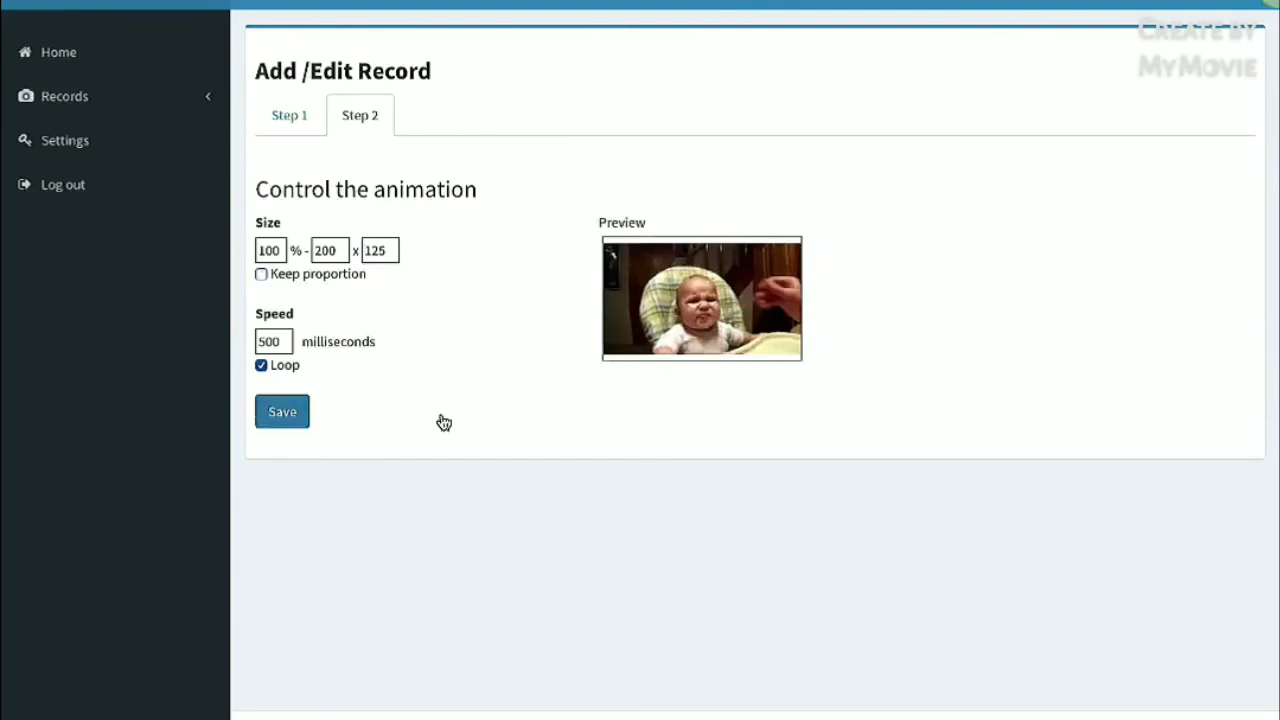 CREATE BY
MYMOVIE
Home
Records
Settings
Log out
Add /Edit Record
Step 1
Step 2
Control the animation
Size
100 % - 200 x 125
Keep proportion
Speed
500 milliseconds
Loop
Save
Preview